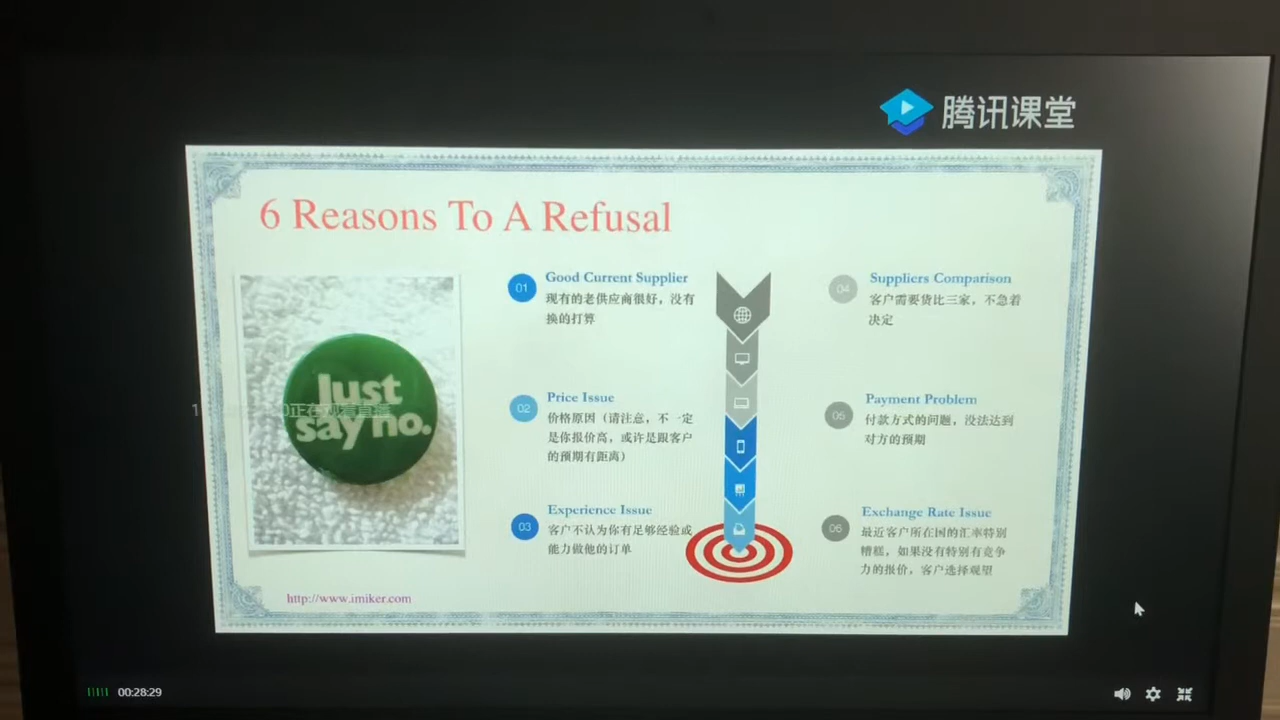 腾讯课堂
6 Reasons To A Refusal
Just
say no.
正在观看直播
01
Good Current Supplier
现有的老供应商很好，没有
换的打算
02
Price Issue
价格原因（请注意，不一定
是你报价高，或许是跟客户
的预期有距离）
03
Experience Issue
客户不认为你有足够经验或
能力做他的订单
04
Suppliers Comparison
客户需要货比三家，不急着
决定
05
Payment Problem
付款方式的问题，没法达到
对方的预期
06
Exchange Rate Issue
最近客户所在国的汇率特别
糟糕，如果没有特别有竞争
力的报价，客户选择观望
http://www.imiker.com
00:28:29